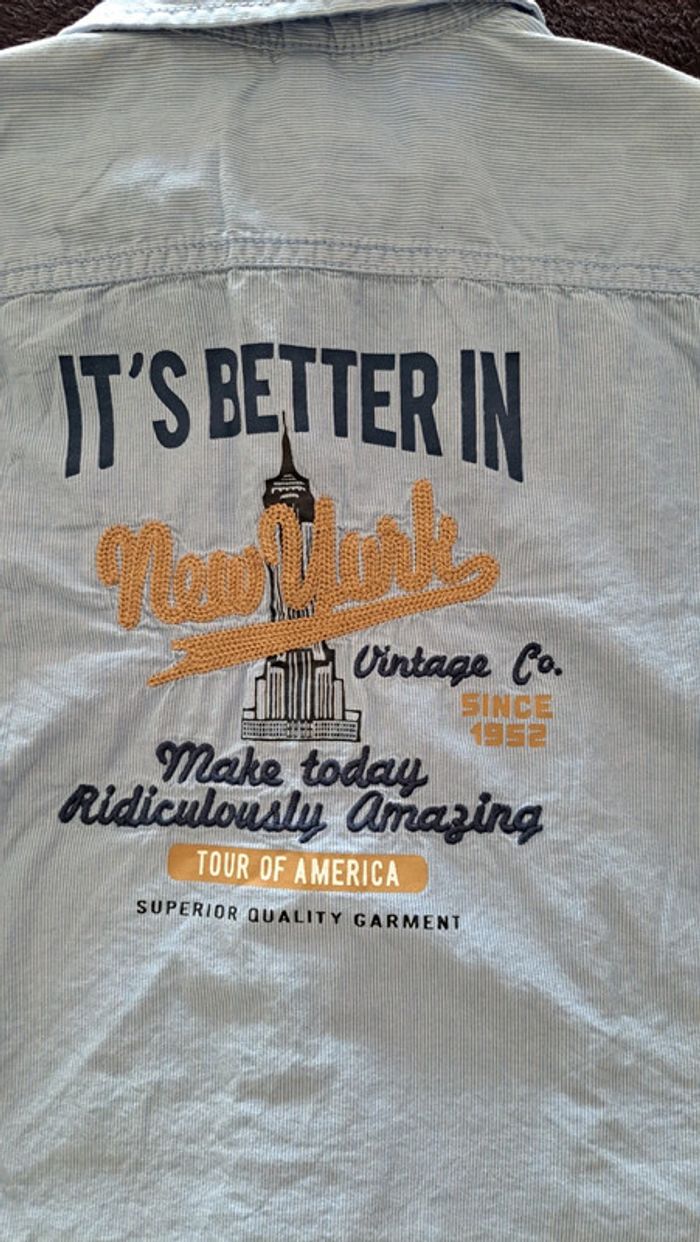 IT'S BETTER IN
New York
Vintage Co.
SINCE
1952
Make today
Ridiculously Amazing
TOUR OF AMERICA
SUPERIOR QUALITY GARMENT